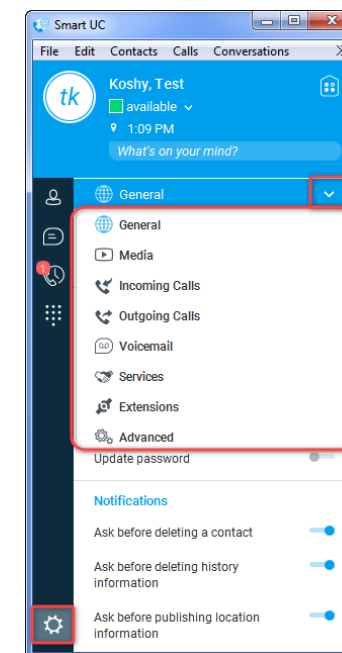 Smart UC
File Edit Contacts Calls Conversations
tk
Koshy, Test
available
1:09 PM
What's on your mind?
General
General
Media
1
Incoming Calls
Outgoing Calls
Voicemail
Services
Extensions
Advanced
Update password
Notifications
Ask before deleting a contact
Ask before deleting history
information
Ask before publishing location
information